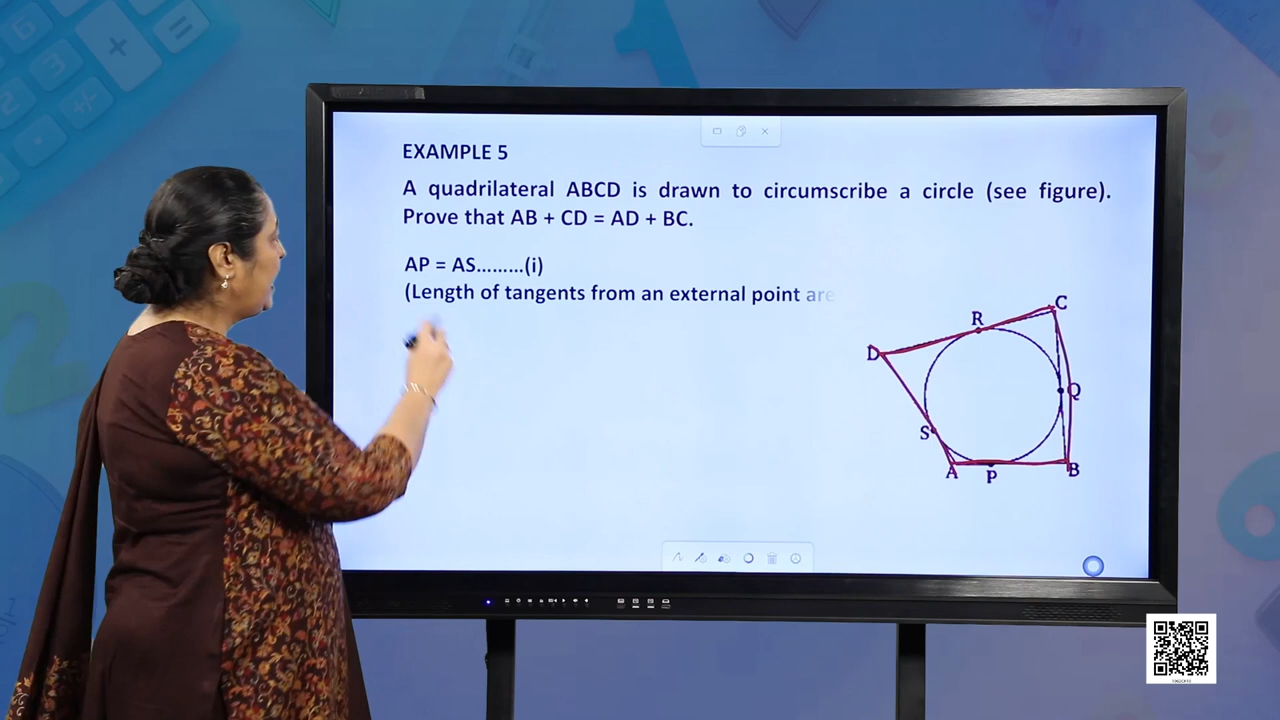 EXAMPLE 5
A quadrilateral ABCD is drawn to circumscribe a circle (see figure).
Prove that AB + CD = AD + BC.
AP = AS.........(i)
(Length of tangents from an external point are
C
R
D
Q
S
A
P
B